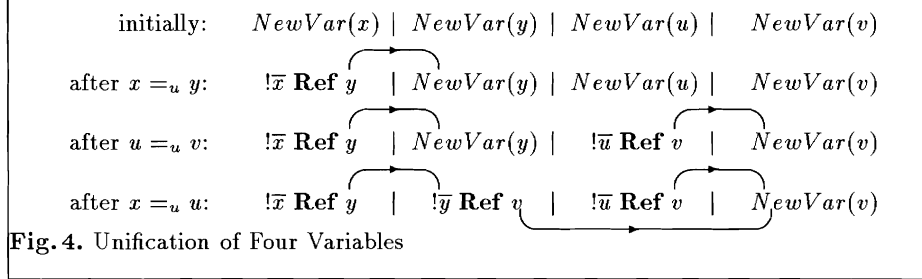 initially: NewVar(x) | NewVar(y) | NewVar(u) | NewVar(v)
after x =ᵤ y: !x̅ Ref y | NewVar(y) | NewVar(u) | NewVar(v)
after u =ᵤ v: !x̅ Ref y | NewVar(y) | !u̅ Ref v | NewVar(v)
after x =ᵤ u: !x̅ Ref y | !y̅ Ref v | !u̅ Ref v | NewVar(v)
Fig. 4. Unification of Four Variables